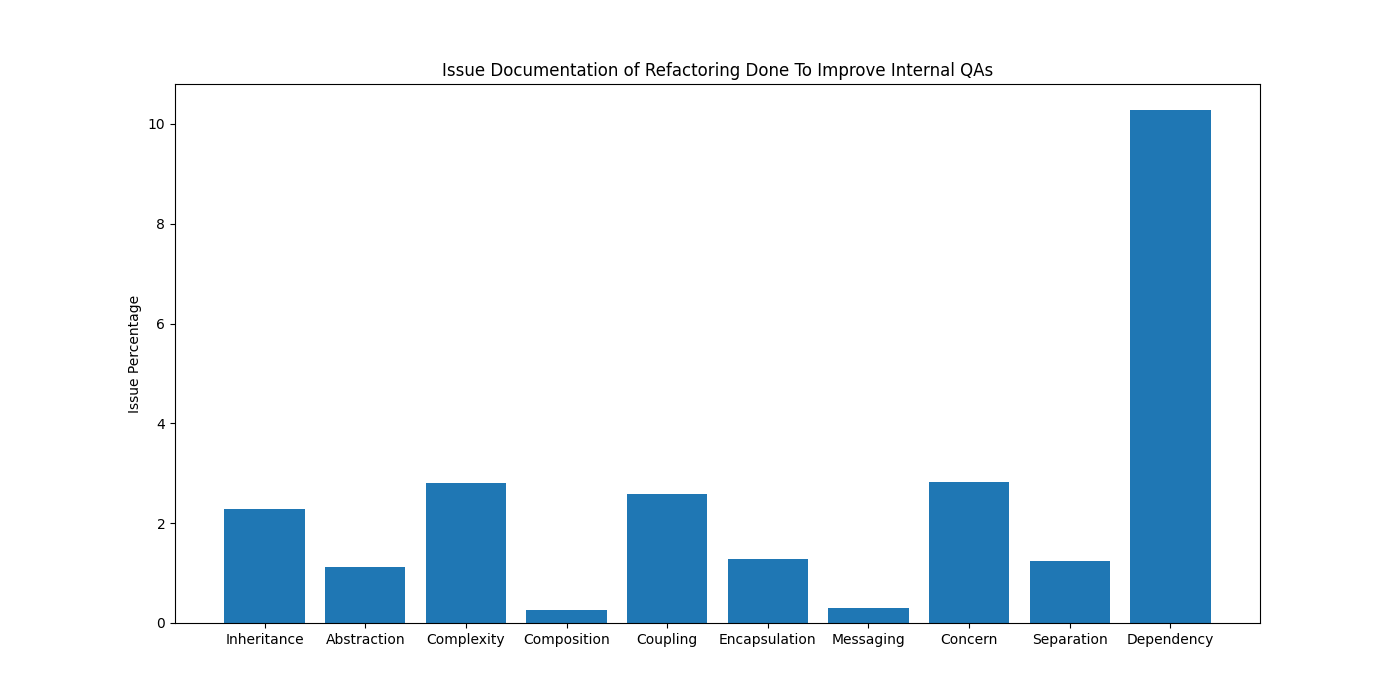 Issue Documentation of Refactoring Done To Improve Internal QAs
10
8
6
4
2
0
Issue Percentage
Inheritance Abstraction Complexity Composition Coupling Encapsulation Messaging Concern Separation Dependency